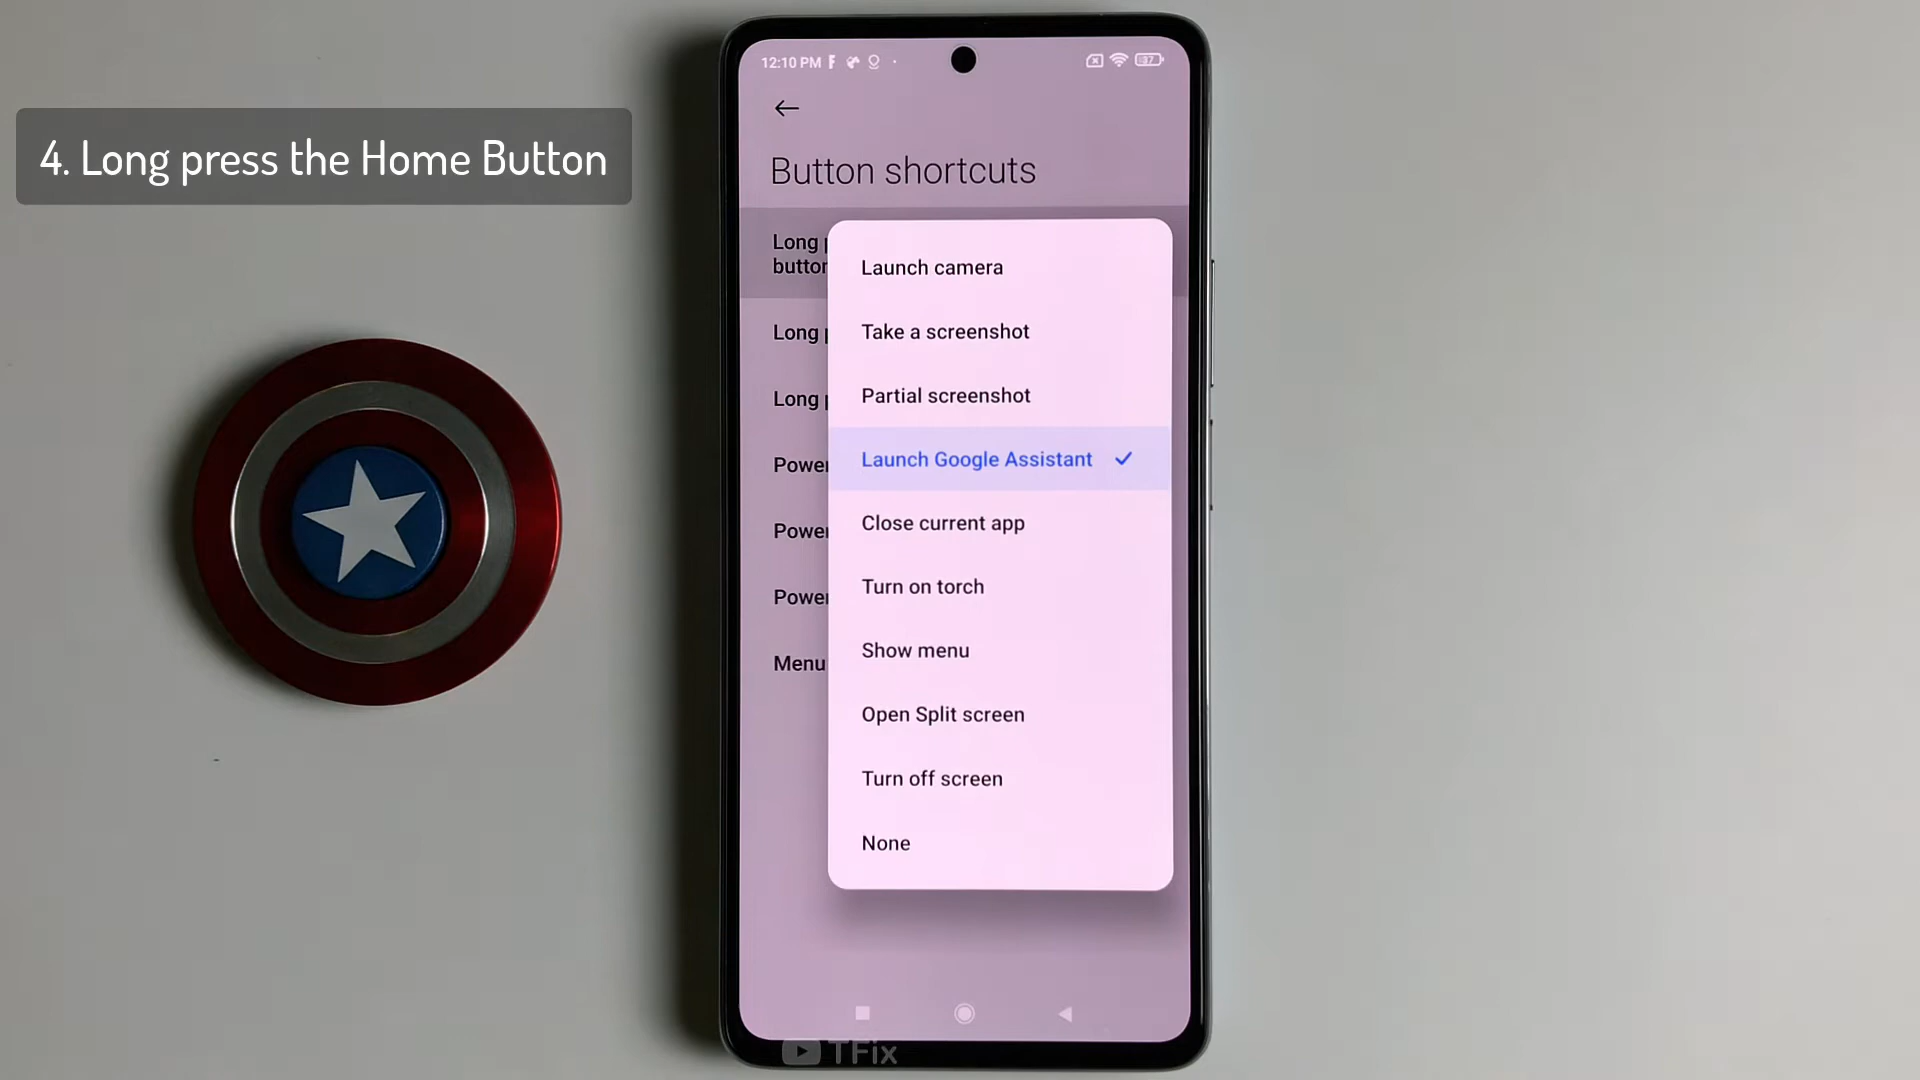 4. Long press the Home Button
12:10 PM
37
Button shortcuts
Long
button
Long
Long
Power
Power
Power
Menu
Launch camera
Take a screenshot
Partial screenshot
Launch Google Assistant
Close current app
Turn on torch
Show menu
Open Split screen
Turn off screen
None
TFix